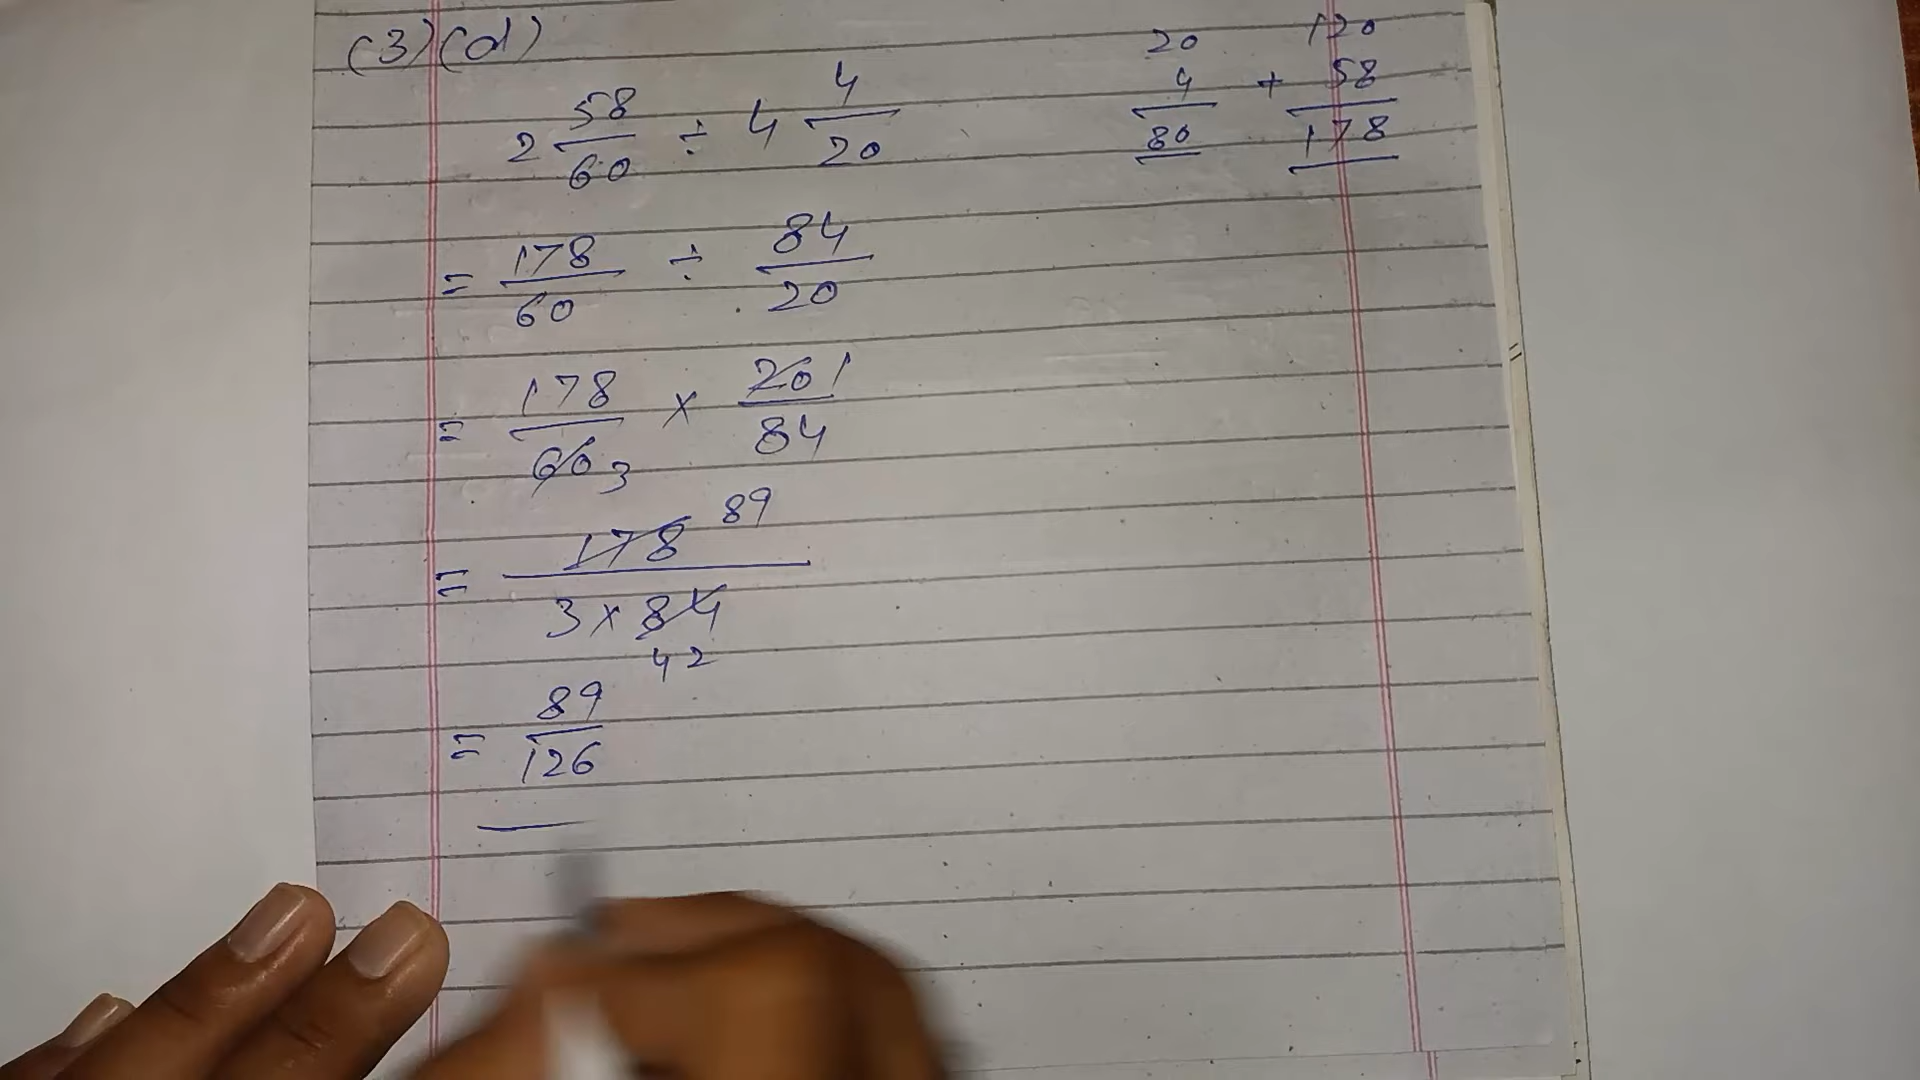 (3) (d)
2 58/60 ÷ 4 4/20
20
4
80
120
+ 58
178
= 178/60 ÷ 84/20
= 178/60 3 × 20 1/84
= 178 89/3 × 84 42
= 89/126